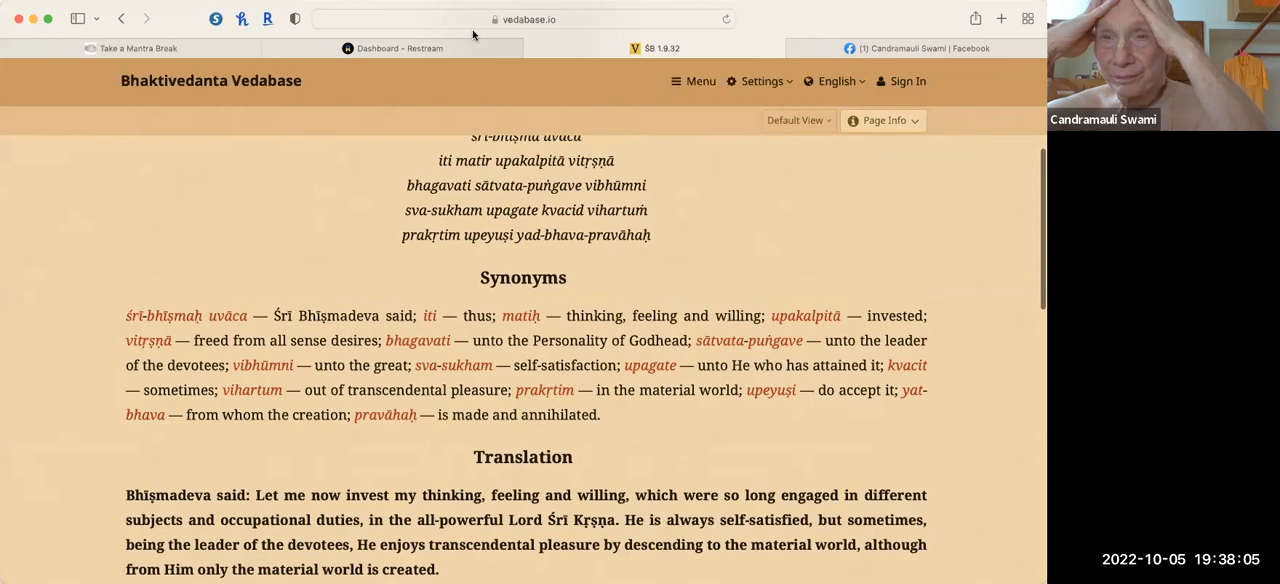 vedabase.io
Take a Mantra Break
Dashboard - Restream
ŚB 1.9.32
(1) Candramauli Swami | Facebook
Bhaktivedanta Vedabase
Menu
Settings
English
Sign In
Default View
Page Info
śrī-bhīṣma uvāca
iti matir upakalpitā vitṛṣṇā
bhagavati sātvata-puṅgave vibhūmni
sva-sukham upagate kvacid vihartuṁ
prakṛtim upeyuṣi yad-bhava-pravāhaḥ
Synonyms
śrī-bhīṣmaḥ uvāca — Śrī Bhīṣmadeva said; iti — thus; matiḥ — thinking, feeling and willing; upakalpitā — invested;
vitṛṣṇā — freed from all sense desires; bhagavati — unto the Personality of Godhead; sātvata-puṅgave — unto the leader
of the devotees; vibhūmni — unto the great; sva-sukham — self-satisfaction; upagate — unto He who has attained it; kvacit
— sometimes; vihartum — out of transcendental pleasure; prakṛtim — in the material world; upeyuṣi — do accept it; yat-
bhava — from whom the creation; pravāhaḥ — is made and annihilated.
Translation
Bhīṣmadeva said: Let me now invest my thinking, feeling and willing, which were so long engaged in different
subjects and occupational duties, in the all-powerful Lord Śrī Kṛṣṇa. He is always self-satisfied, but sometimes,
being the leader of the devotees, He enjoys transcendental pleasure by descending to the material world, although
from Him only the material world is created.
Candramauli Swami
2022-10-05 19:38:05